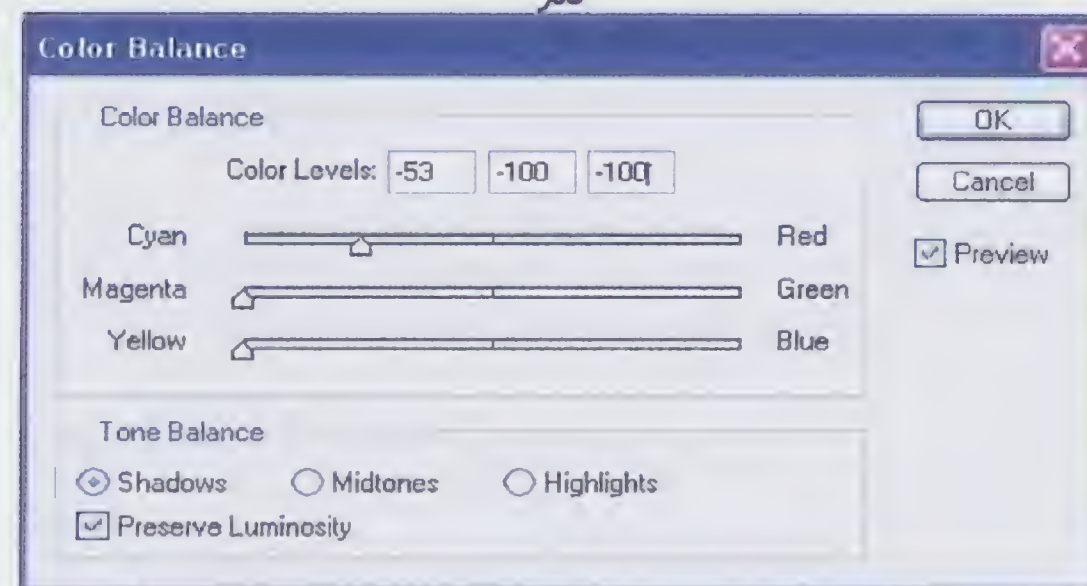 Color Balance
Color Balance
OK
Color Levels: -53 -100 -100
Cancel
Cyan Red
Preview
Magenta Green
Yellow Blue
Tone Balance
Shadows Midtones Highlights
Preserve Luminosity